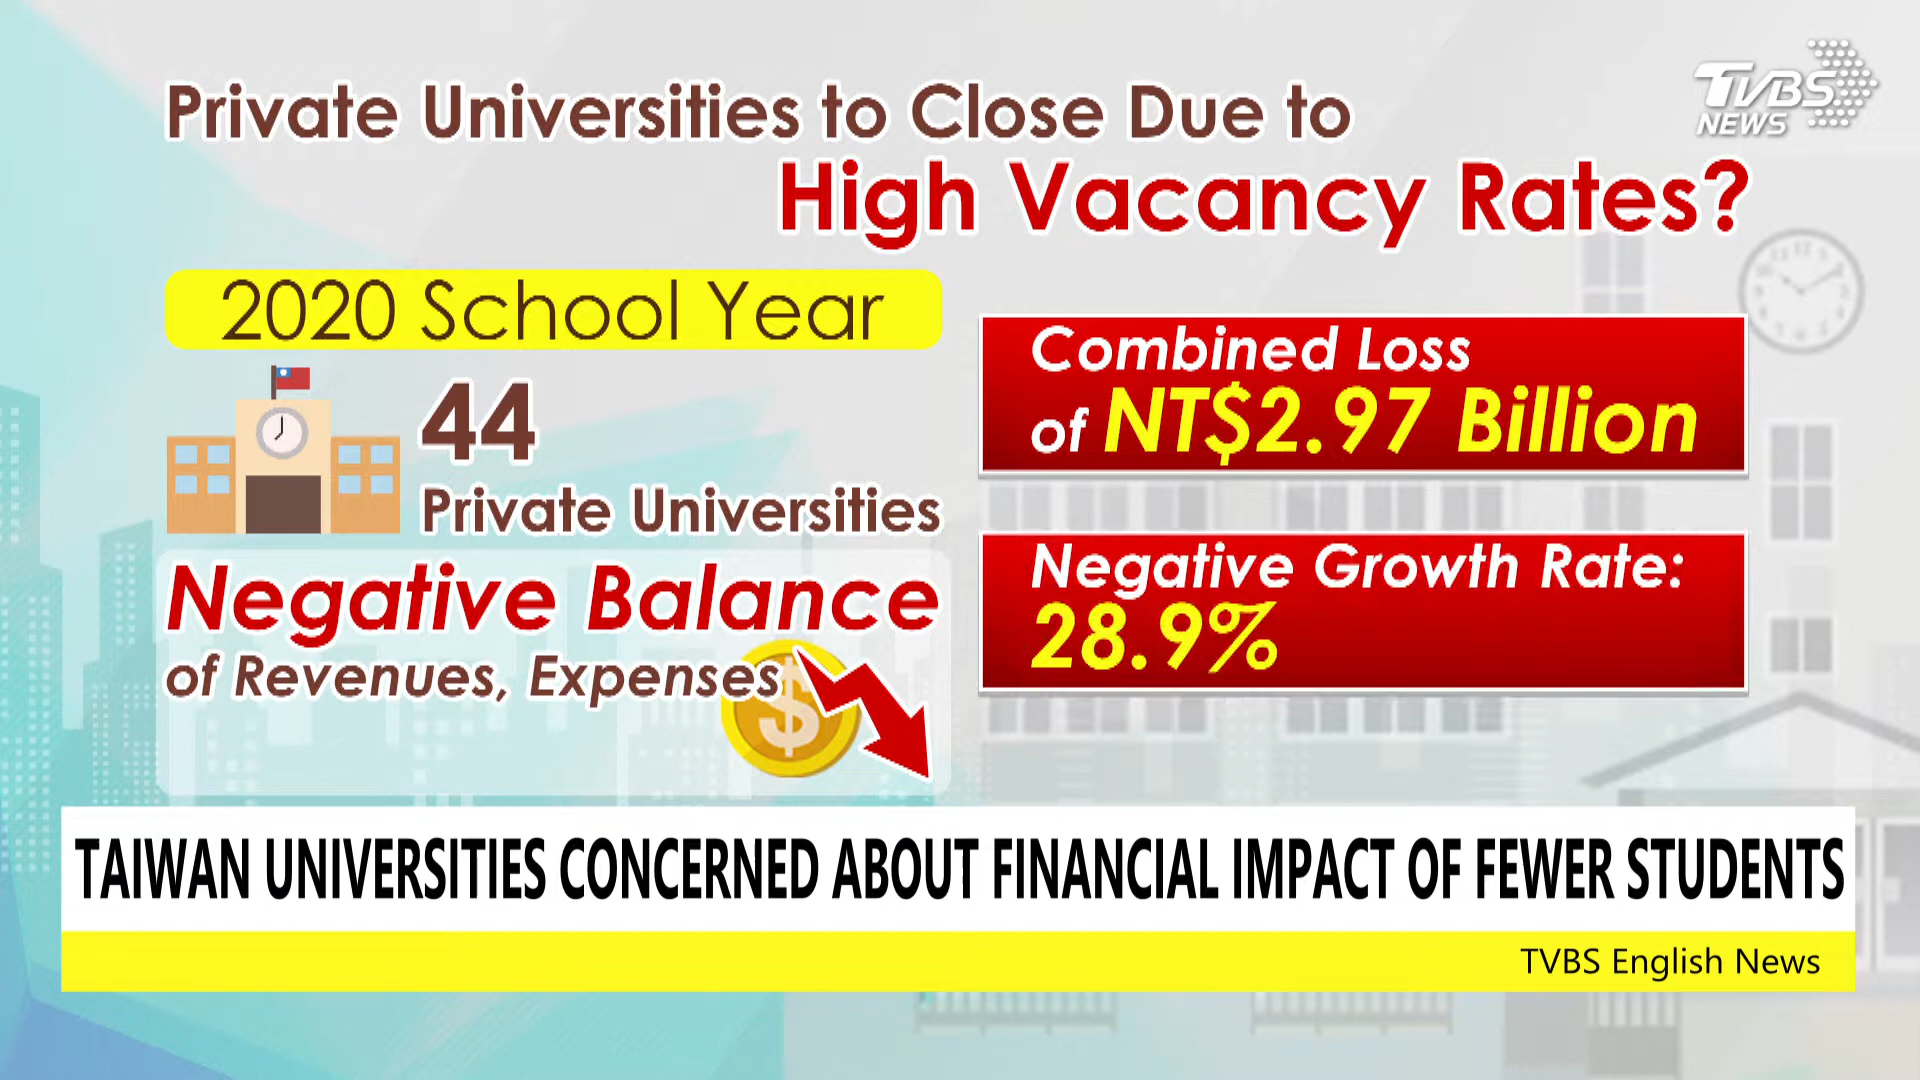 TVBS
NEWS
Private Universities to Close Due to
High Vacancy Rates?
2020 School Year
44
Private Universities
Negative Balance
of Revenues, Expenses
$
Combined Loss
of NT$2.97 Billion
Negative Growth Rate:
28.9%
TAIWAN UNIVERSITIES CONCERNED ABOUT FINANCIAL IMPACT OF FEWER STUDENTS
TVBS English News